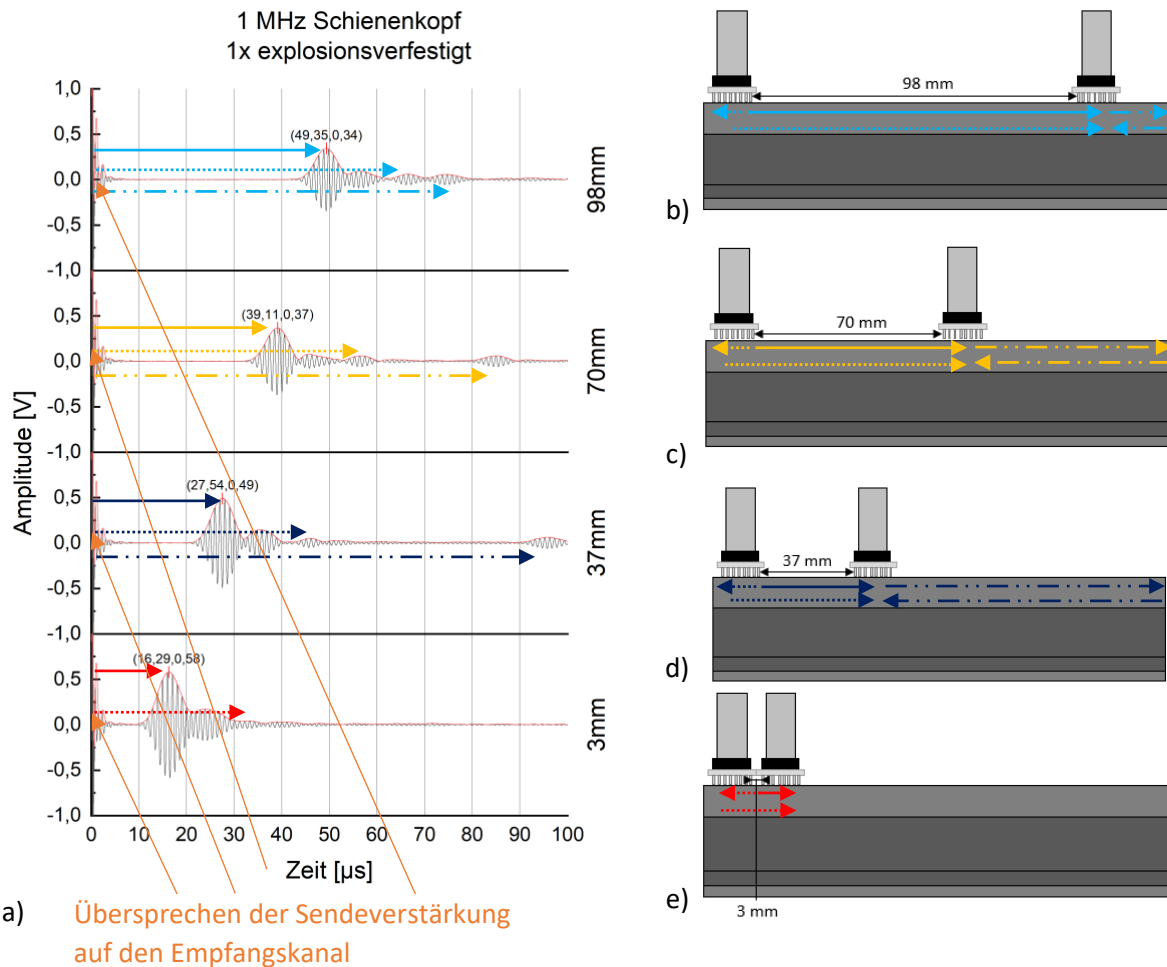 1 MHz Schienenkopf
1x explosionsverfestigt
Amplitude [V]
1,0
0,5
0,0
-0,5
-1,0
0,5
0,0
-0,5
-1,0
0,5
0,0
-0,5
-1,0
0,5
0,0
-0,5
-1,0
(49,35,0,34)
98mm
(39,11,0,37)
70mm
(27,54,0,49)
37mm
(16,29,0,58)
3mm
0 10 20 30 40 50 60 70 80 90 100
Zeit [µs]
a)
Übersprechen der Sendeverstärkung
auf den Empfangskanal
98 mm
b)
70 mm
c)
37 mm
d)
e)
3 mm